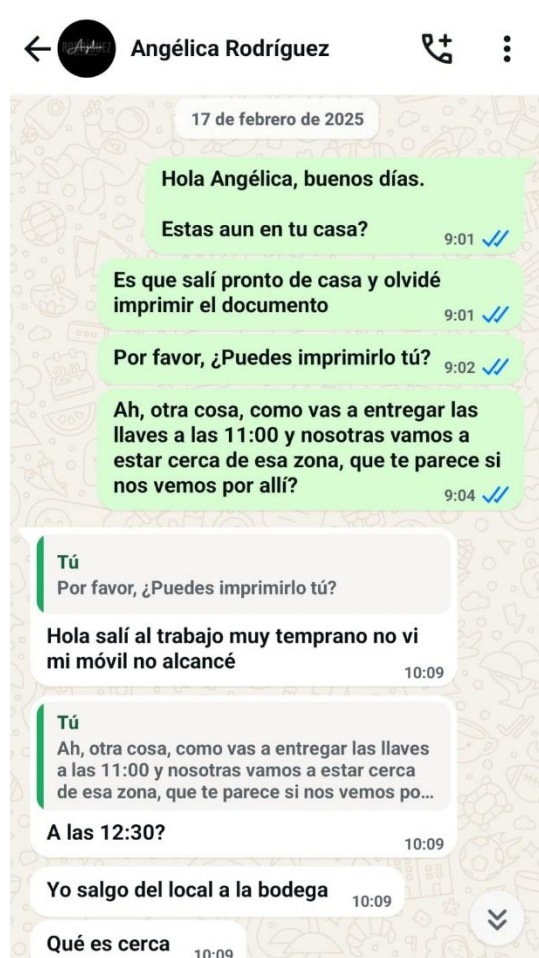 Angélica Rodríguez
17 de febrero de 2025
Hola Angélica, buenos días.
Estas aun en tu casa?
9:01
Es que salí pronto de casa y olvidé
imprimir el documento
9:01
Por favor, ¿Puedes imprimirlo tú?
9:02
Ah, otra cosa, como vas a entregar las
llaves a las 11:00 y nosotras vamos a
estar cerca de esa zona, que te parece si
nos vemos por allí?
9:04
Tú
Por favor, ¿Puedes imprimirlo tú?
Hola salí al trabajo muy temprano no vi
mi móvil no alcancé
10:09
Tú
Ah, otra cosa, como vas a entregar las llaves
a las 11:00 y nosotras vamos a estar cerca
de esa zona, que te parece si nos vemos po...
A las 12:30?
10:09
Yo salgo del local a la bodega
10:09
Qué es cerca
10:09